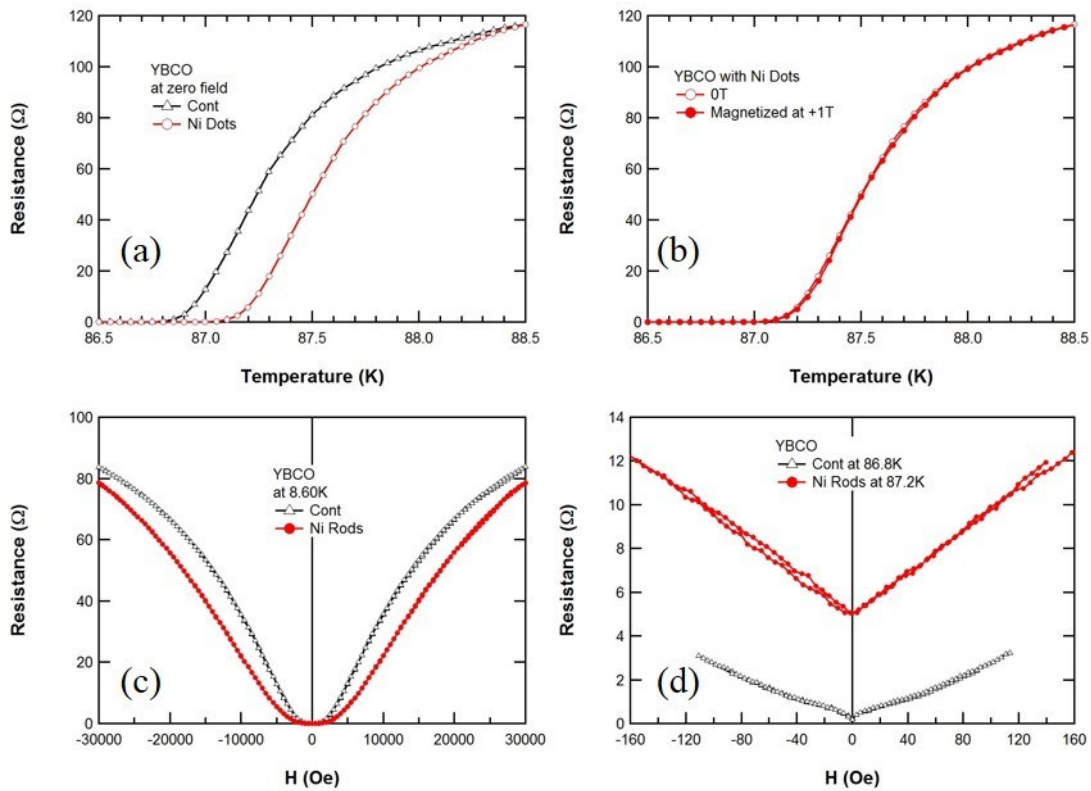 120
100
80
60
40
20
0
Resistance (Ω)
YBCO
at zero field
Cont
Ni Dots
(a)
86.5
87.0
87.5
88.0
88.5
Temperature (K)
120
100
80
60
40
20
0
Resistance (Ω)
YBCO with Ni Dots
0T
Magnetized at +1T
(b)
86.5
87.0
87.5
88.0
88.5
Temperature (K)
100
80
60
40
20
0
Resistance (Ω)
YBCO
at 8.60K
Cont
Ni Rods
(c)
-30000
-20000
-10000
0
10000
20000
30000
H (Oe)
14
12
10
8
6
4
2
0
Resistance (Ω)
YBCO
Cont at 86.8K
Ni Rods at 87.2K
(d)
-160
-120
-80
-40
0
40
80
120
160
H (Oe)